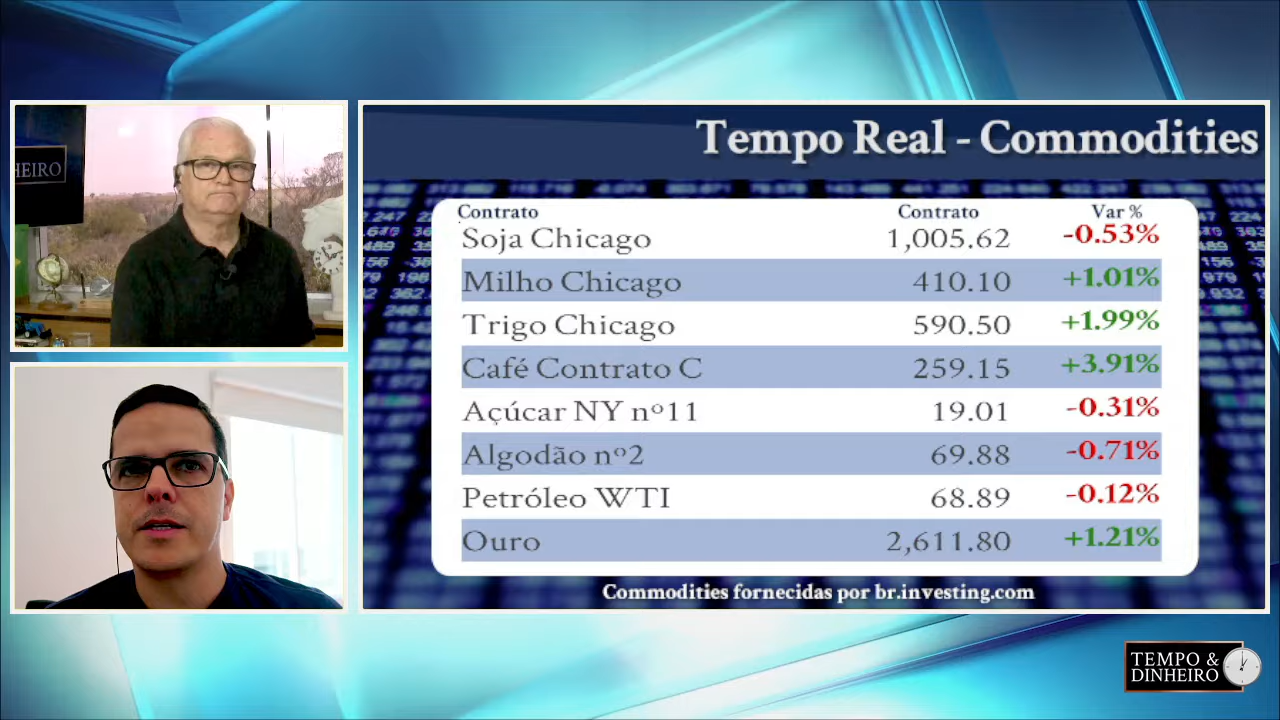 HEIRO
Tempo Real - Commodities
Contrato Contrato Var %
Soja Chicago 1,005.62 -0.53%
Milho Chicago 410.10 +1.01%
Trigo Chicago 590.50 +1.99%
Café Contrato C 259.15 +3.91%
Açúcar NY nº11 19.01 -0.31%
Algodão nº2 69.88 -0.71%
Petróleo WTI 68.89 -0.12%
Ouro 2,611.80 +1.21%
Commodities fornecidas por br.investing.com
TEMPO &
DINHEIRO